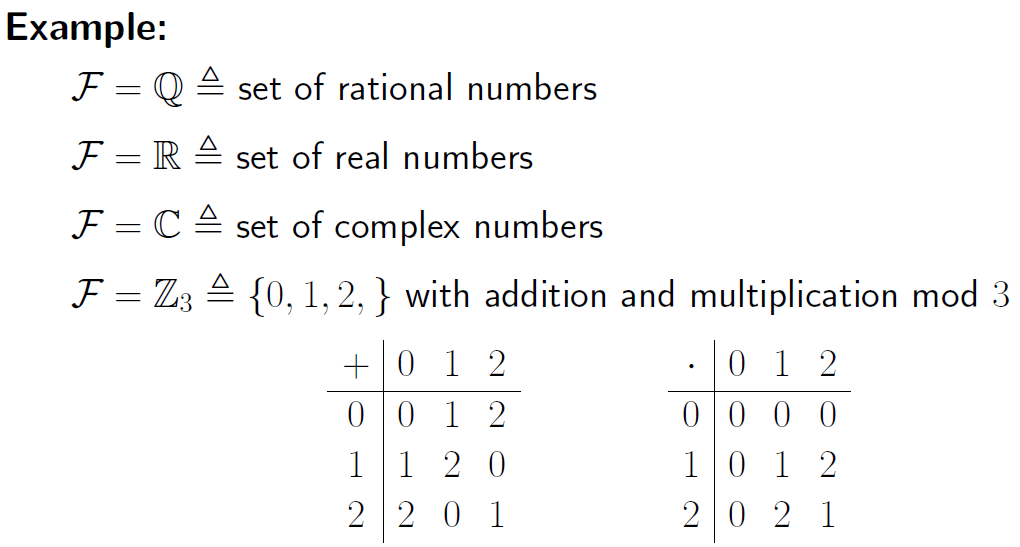 Example:
ℱ = ℚ ≜ set of rational numbers
ℱ = ℝ ≜ set of real numbers
ℱ = ℂ ≜ set of complex numbers
ℱ = ℤ₃ ≜ {0, 1, 2, } with addition and multiplication mod 3
+ 0 1 2 · 0 1 2
0 0 1 2 0 0 0 0
1 1 2 0 1 0 1 2
2 2 0 1 2 0 2 1